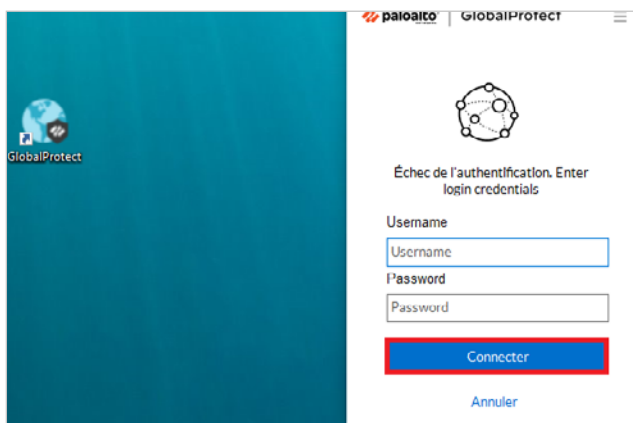 paloalto | GlobalProtect
GlobalProtect
Échec de l'authentification. Enter
login credentials
Username
Username
Password
Password
Connecter
Annuler